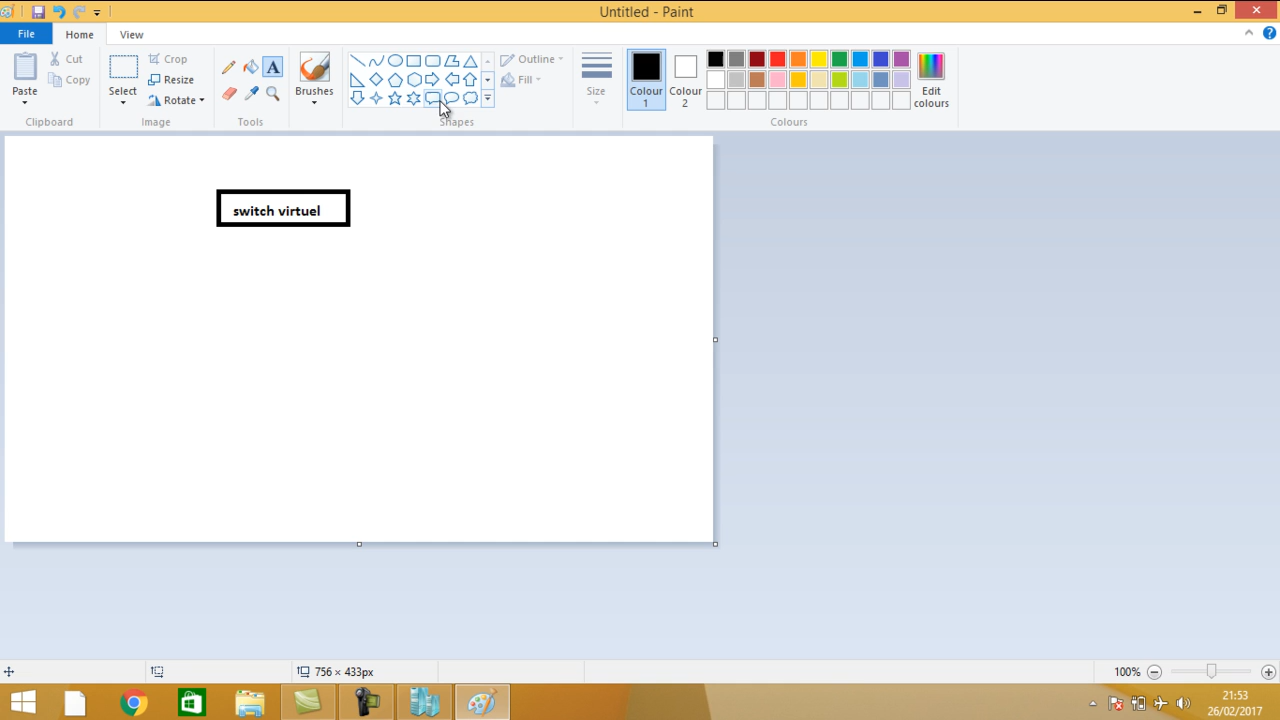 Untitled - Paint
File
Home
View
Paste
Cut
Copy
Clipboard
Select
Crop
Resize
Rotate
Image
A
Tools
Brushes
Outline
Fill
Shapes
Size
Colour 1
Colour 2
Edit colours
Colours
switch virtuel
756 × 433px
100%
21:53
26/02/2017